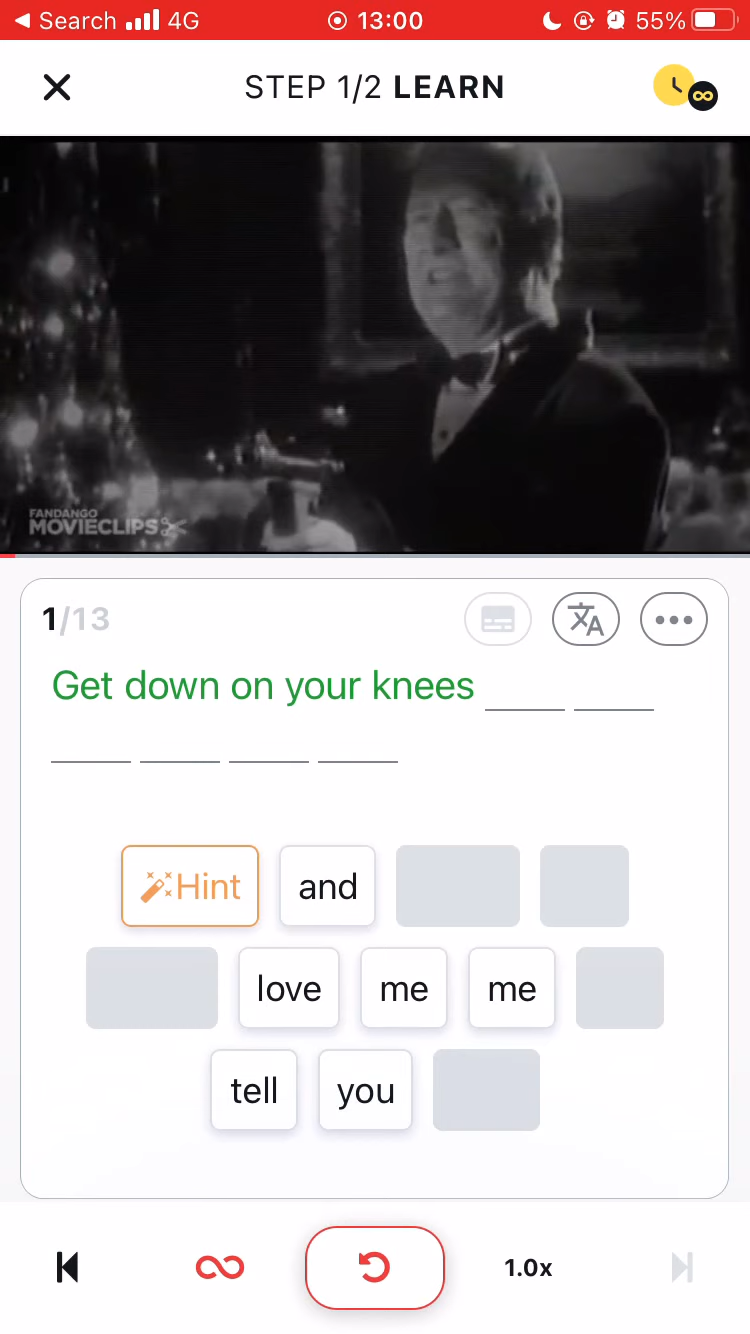 Search 4G 13:00 55%
STEP 1/2 LEARN
FANDANGO
MOVIECLIPS
1/13
Get down on your knees
Hint and
love me me
tell you
1.0x